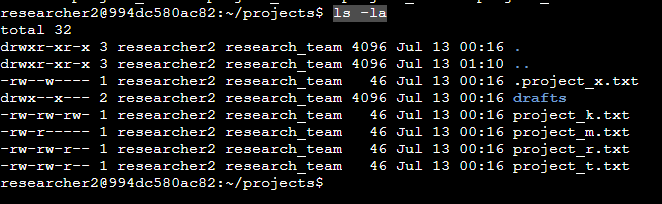 researcher2@994dc580ac82:~/projects$ ls -la
total 32
drwxr-xr-x 3 researcher2 research_team 4096 Jul 13 00:16 .
drwxr-xr-x 3 researcher2 research_team 4096 Jul 13 01:10 ..
-rw--w---- 1 researcher2 research_team   46 Jul 13 00:16 .project_x.txt
drwx--x--- 2 researcher2 research_team 4096 Jul 13 00:16 drafts
-rw-rw-rw- 1 researcher2 research_team   46 Jul 13 00:16 project_k.txt
-rw-r----- 1 researcher2 research_team   46 Jul 13 00:16 project_m.txt
-rw-rw-r-- 1 researcher2 research_team   46 Jul 13 00:16 project_r.txt
-rw-rw-r-- 1 researcher2 research_team   46 Jul 13 00:16 project_t.txt
researcher2@994dc580ac82:~/projects$